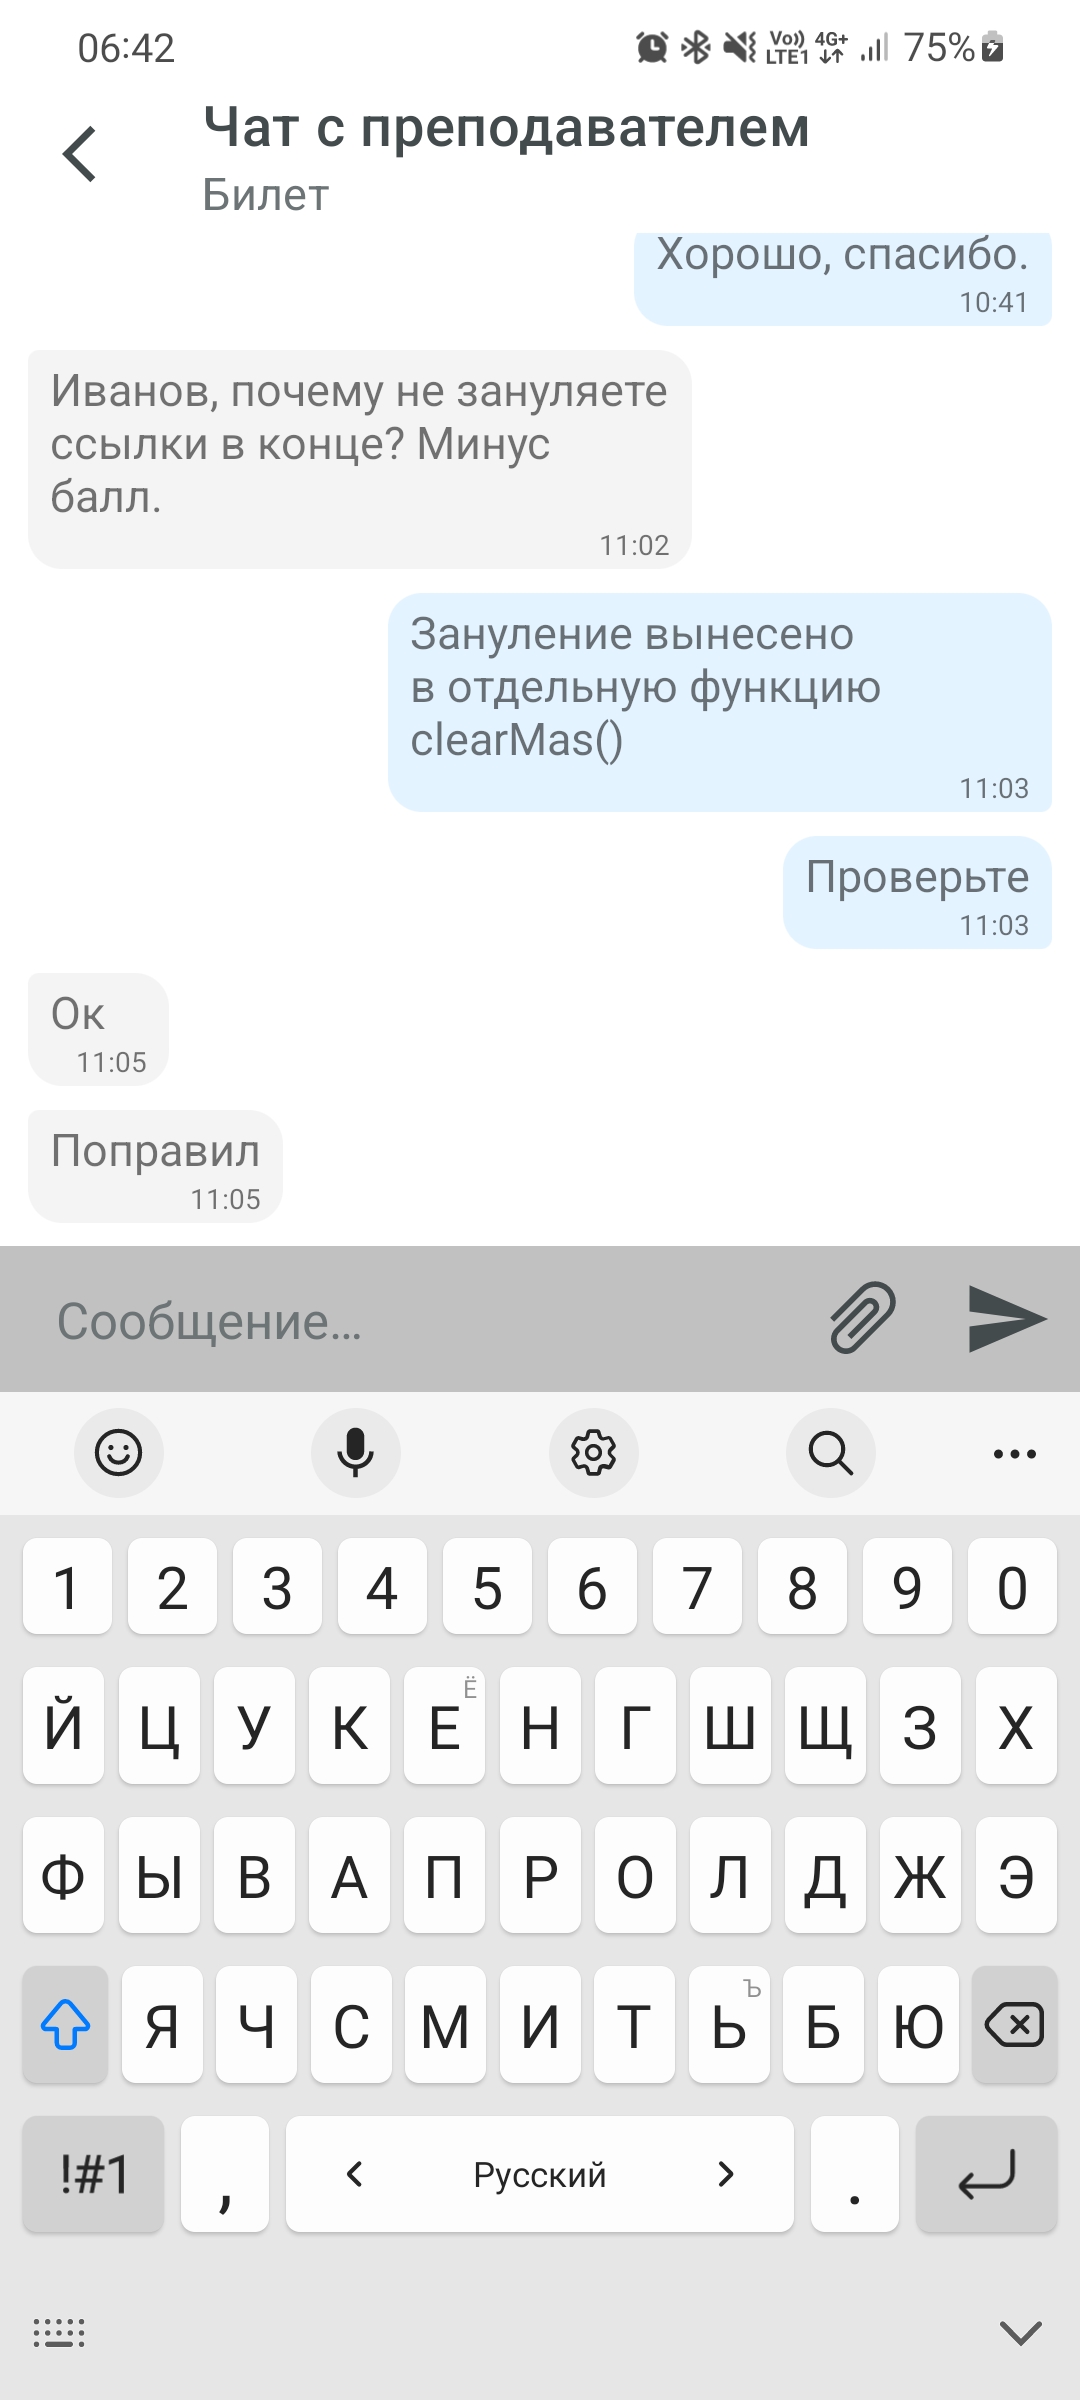 06:42
Vo)) LTE1 4G+ 75%
Чат с преподавателем
Билет
Хорошо, спасибо.
10:41
Иванов, почему не зануляете
ссылки в конце? Минус
балл.
11:02
Зануление вынесено
в отдельную функцию
clearMas()
11:03
Проверьте
11:03
Ок
11:05
Поправил
11:05
Сообщение...
1 2 3 4 5 6 7 8 9 0
Й Ц У К Е Ё Н Г Ш Щ З Х
Ф Ы В А П Р О Л Д Ж Э
Я Ч С М И Т Ь Ъ Б Ю
!#1 , < Русский > .